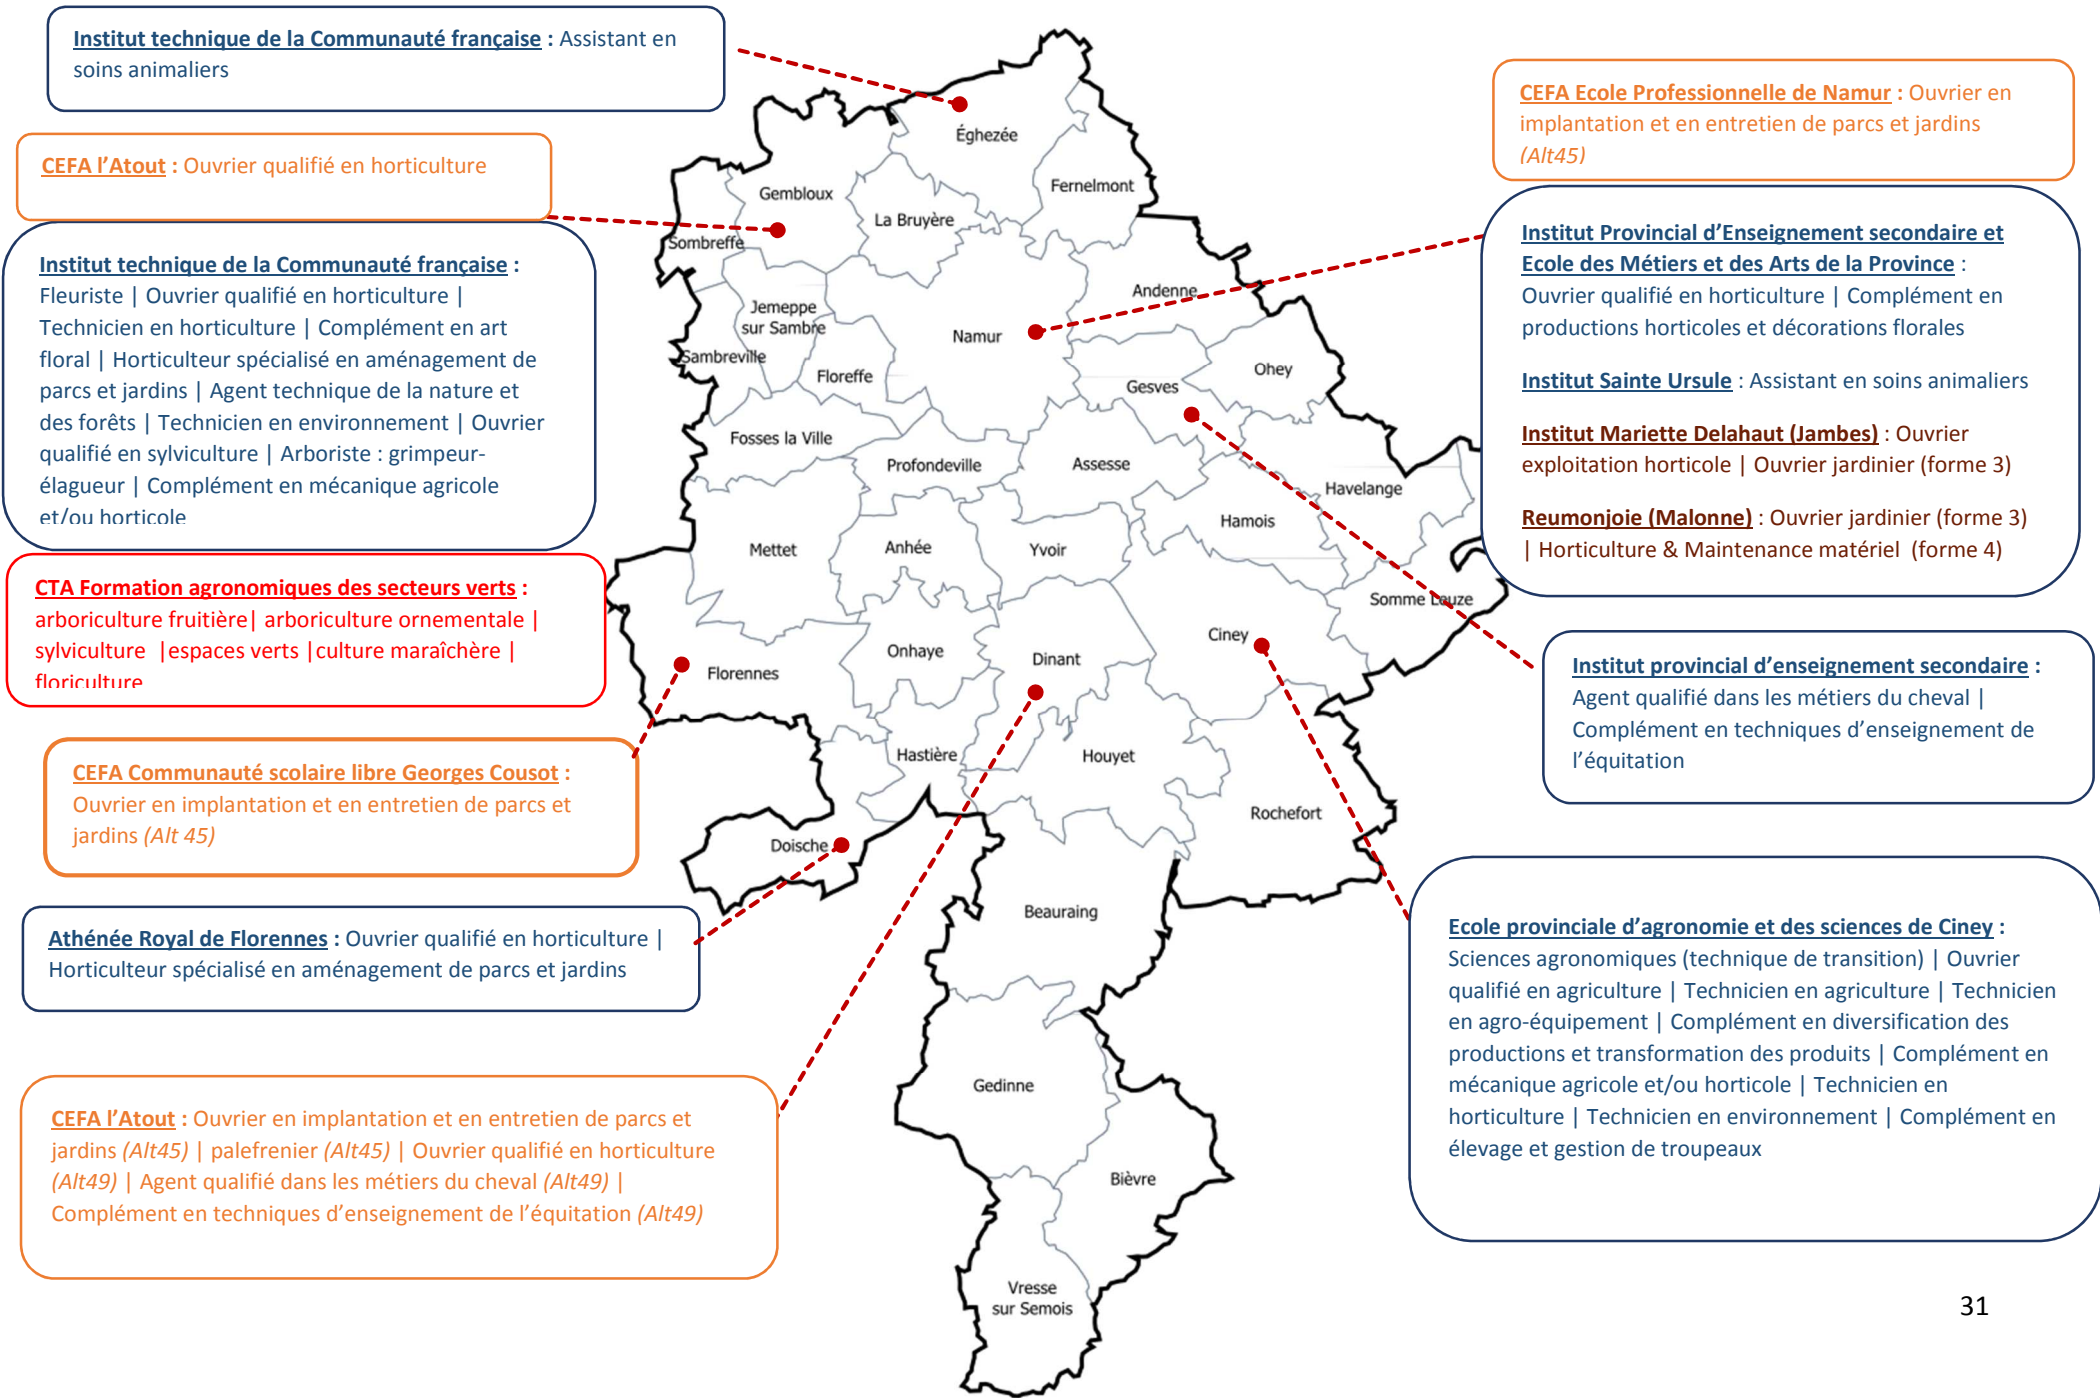 Institut technique de la Communauté française : Assistant en
soins animaliers
CEFA l’Atout : Ouvrier qualifié en horticulture
Institut technique de la Communauté française :
Fleuriste | Ouvrier qualifié en horticulture |
Technicien en horticulture | Complément en art
floral | Horticulteur spécialisé en aménagement de
parcs et jardins | Agent technique de la nature et
des forêts | Technicien en environnement | Ouvrier
qualifié en sylviculture | Arboriste : grimpeur-
élagueur | Complément en mécanique agricole
et/ou horticole
CTA Formation agronomiques des secteurs verts :
arboriculture fruitière| arboriculture ornementale |
sylviculture |espaces verts |culture maraîchère |
floriculture
CEFA Communauté scolaire libre Georges Cousot :
Ouvrier en implantation et en entretien de parcs et
jardins (Alt 45)
Athénée Royal de Florennes : Ouvrier qualifié en horticulture |
Horticulteur spécialisé en aménagement de parcs et jardins
CEFA l’Atout : Ouvrier en implantation et en entretien de parcs et
jardins (Alt45) | palefrenier (Alt45) | Ouvrier qualifié en horticulture
(Alt49) | Agent qualifié dans les métiers du cheval (Alt49) |
Complément en techniques d’enseignement de l’équitation (Alt49)
Éghezée
Fernelmont
Gembloux
La Bruyère
Sombreffe
Andenne
Jemeppe
sur Sambre
Namur
Sambreville
Floreffe
Gesves
Ohey
Fosses la Ville
Profondeville
Assesse
Havelange
Hamois
Mettet
Anhée
Yvoir
Somme Leuze
Ciney
Onhaye
Dinant
Florennes
Hastière
Houyet
Rochefort
Doische
Beauraing
Gedinne
Bièvre
Vresse
sur Semois
CEFA Ecole Professionnelle de Namur : Ouvrier en
implantation et en entretien de parcs et jardins
(Alt45)
Institut Provincial d’Enseignement secondaire et
Ecole des Métiers et des Arts de la Province :
Ouvrier qualifié en horticulture | Complément en
productions horticoles et décorations florales
Institut Sainte Ursule : Assistant en soins animaliers
Institut Mariette Delahaut (Jambes) : Ouvrier
exploitation horticole | Ouvrier jardinier (forme 3)
Reumonjoie (Malonne) : Ouvrier jardinier (forme 3)
| Horticulture & Maintenance matériel (forme 4)
Institut provincial d’enseignement secondaire :
Agent qualifié dans les métiers du cheval |
Complément en techniques d’enseignement de
l’équitation
Ecole provinciale d’agronomie et des sciences de Ciney :
Sciences agronomiques (technique de transition) | Ouvrier
qualifié en agriculture | Technicien en agriculture | Technicien
en agro-équipement | Complément en diversification des
productions et transformation des produits | Complément en
mécanique agricole et/ou horticole | Technicien en
horticulture | Technicien en environnement | Complément en
élevage et gestion de troupeaux
31